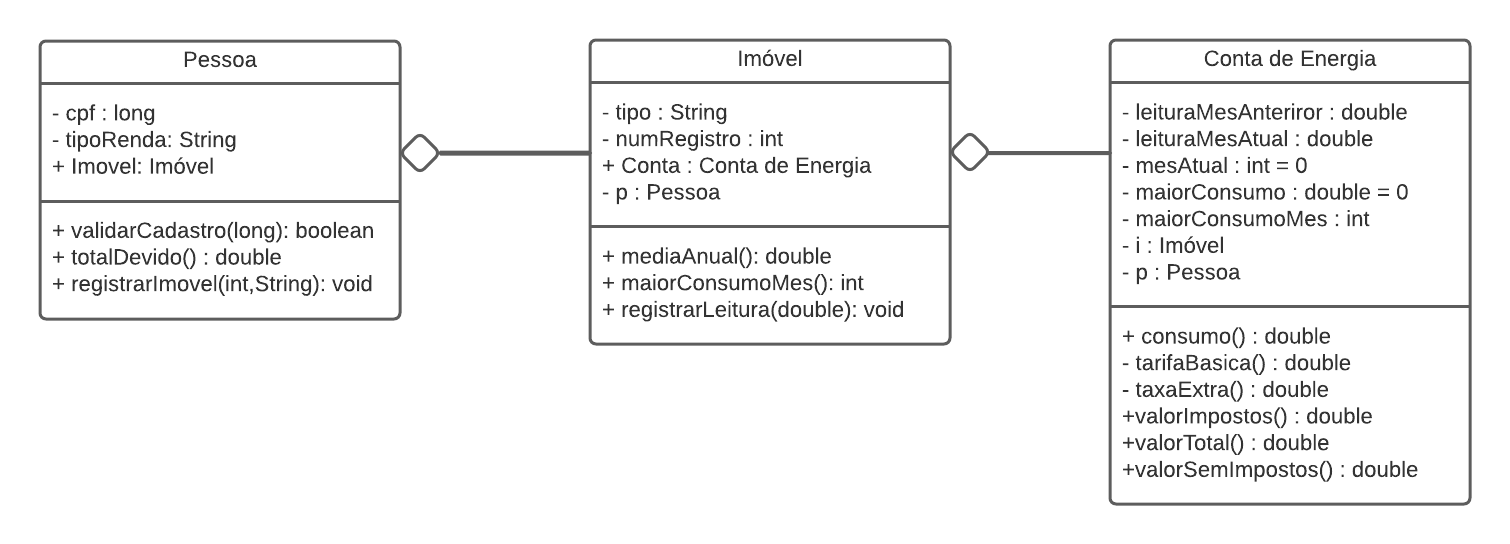 Pessoa
- cpf : long
- tipoRenda: String
+ Imovel: Imóvel
+ validarCadastro(long): boolean
+ totalDevido() : double
+ registrarImovel(int,String): void
Imóvel
- tipo : String
- numRegistro : int
+ Conta : Conta de Energia
- p : Pessoa
+ mediaAnual(): double
+ maiorConsumoMes(): int
+ registrarLeitura(double): void
Conta de Energia
- leituraMesAnteriror : double
- leituraMesAtual : double
- mesAtual : int = 0
- maiorConsumo : double = 0
- maiorConsumoMes : int
- i : Imóvel
- p : Pessoa
+ consumo() : double
- tarifaBasica() : double
- taxaExtra() : double
+valorImpostos() : double
+valorTotal() : double
+valorSemImpostos() : double